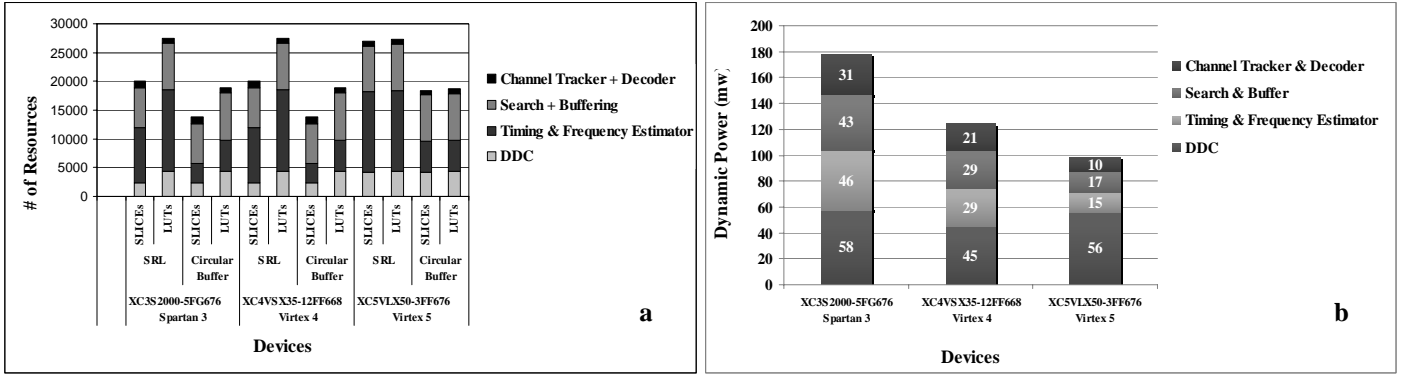 30000
25000
20000
15000
10000
5000
0
# of Resources
SLICEs
LUTs
SLICEs
LUTs
SLICEs
LUTs
SLICEs
LUTs
SLICEs
LUTs
SLICEs
LUTs
SRL
Circular
Buffer
SRL
Circular
Buffer
SRL
Circular
Buffer
XC3S2000-5FG676
XC4VSX35-12FF668
XC5VLX50-3FF676
Spartan 3
Virtex 4
Virtex 5
Devices
Channel Tracker + Decoder
Search + Buffering
Timing & Frequency Estimator
DDC
a
200
180
160
140
120
100
80
60
40
20
0
Dynamic Power (mw)
31
43
46
58
21
29
29
45
10
17
15
56
XC3S2000-5FG676
XC4VSX35-12FF668
XC5VLX50-3FF676
Spartan 3
Virtex 4
Virtex 5
Devices
Channel Tracker & Decoder
Search & Buffer
Timing & Frequency Estimator
DDC
b